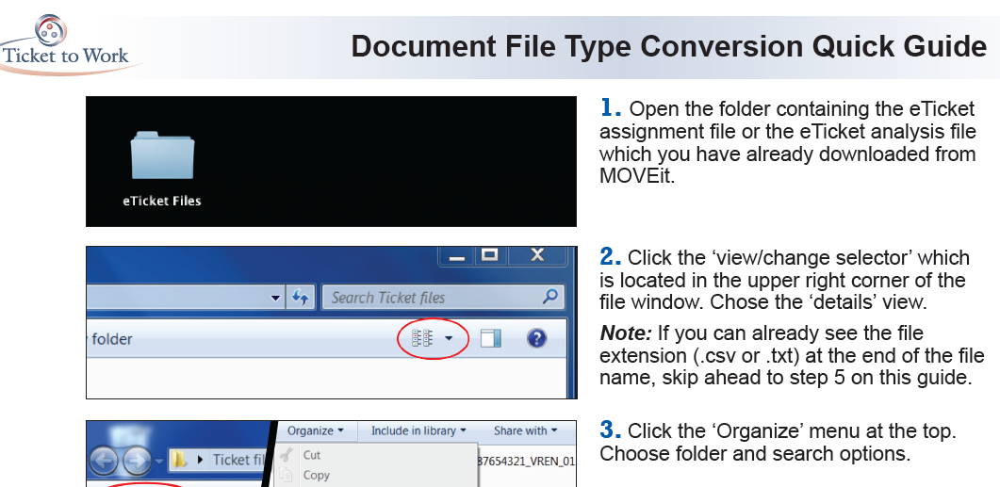 Ticket to Work
Document File Type Conversion Quick Guide
eTicket Files
1. Open the folder containing the eTicket
assignment file or the eTicket analysis file
which you have already downloaded from
MOVEit.
Search Ticket files
folder
2. Click the ‘view/change selector’ which
is located in the upper right corner of the
file window. Chose the ‘details’ view.
Note: If you can already see the file
extension (.csv or .txt) at the end of the file
name, skip ahead to step 5 on this guide.
Ticket fil
Organize Include in library Share with
Cut
Copy
87654321_VREN_01
3. Click the ‘Organize’ menu at the top.
Choose folder and search options.